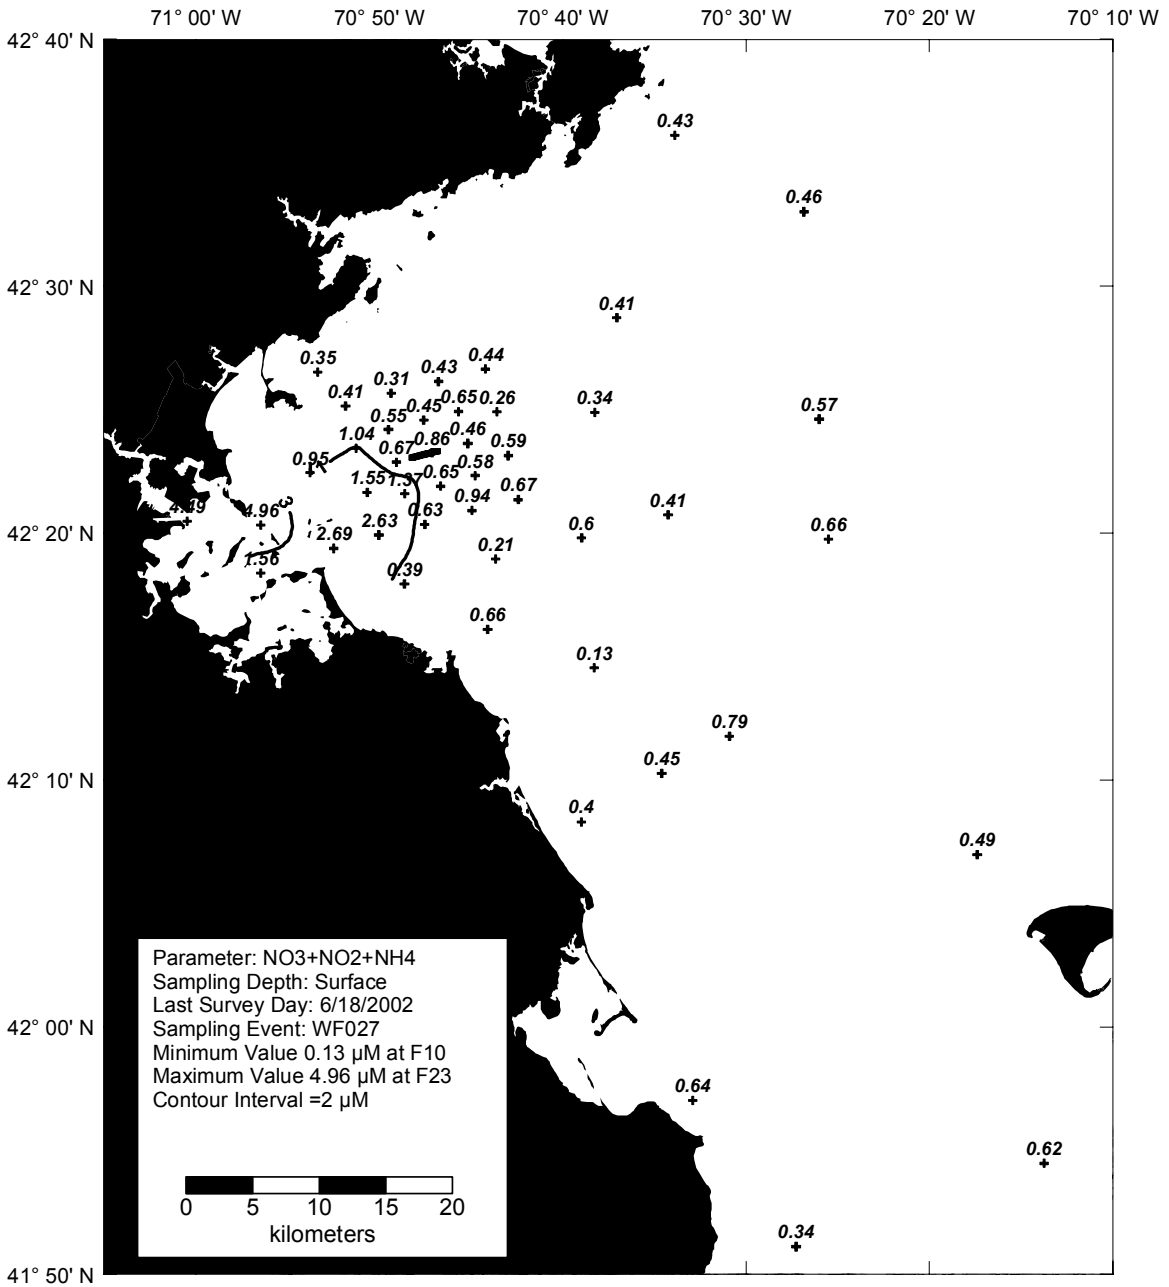 71° 00' W 70° 50' W 70° 40' W 70° 30' W 70° 20' W 70° 10' W
42° 40' N
0.43
0.46
42° 30' N
0.41
0.35 0.43 0.44
0.41 0.31 0.65 0.26 0.34 0.57
0.55 0.45
1.04 0.67 0.86 0.46 0.59
0.95 1 1.55 1.37 0.65 0.58
0.94 0.67
4.49 4.96 3 0.63 0.41
42° 20' N
2.69 2.63 0.6 0.66
1.56 0.39 0.21
0.66
0.13
0.79
0.45
42° 10' N
0.4
0.49
Parameter: NO3+NO2+NH4
Sampling Depth: Surface
Last Survey Day: 6/18/2002
42° 00' N
Sampling Event: WF027
Minimum Value 0.13 µM at F10
Maximum Value 4.96 µM at F23
Contour Interval =2 µM
0.64
0.62
0 5 10 15 20
kilometers
0.34
41° 50' N